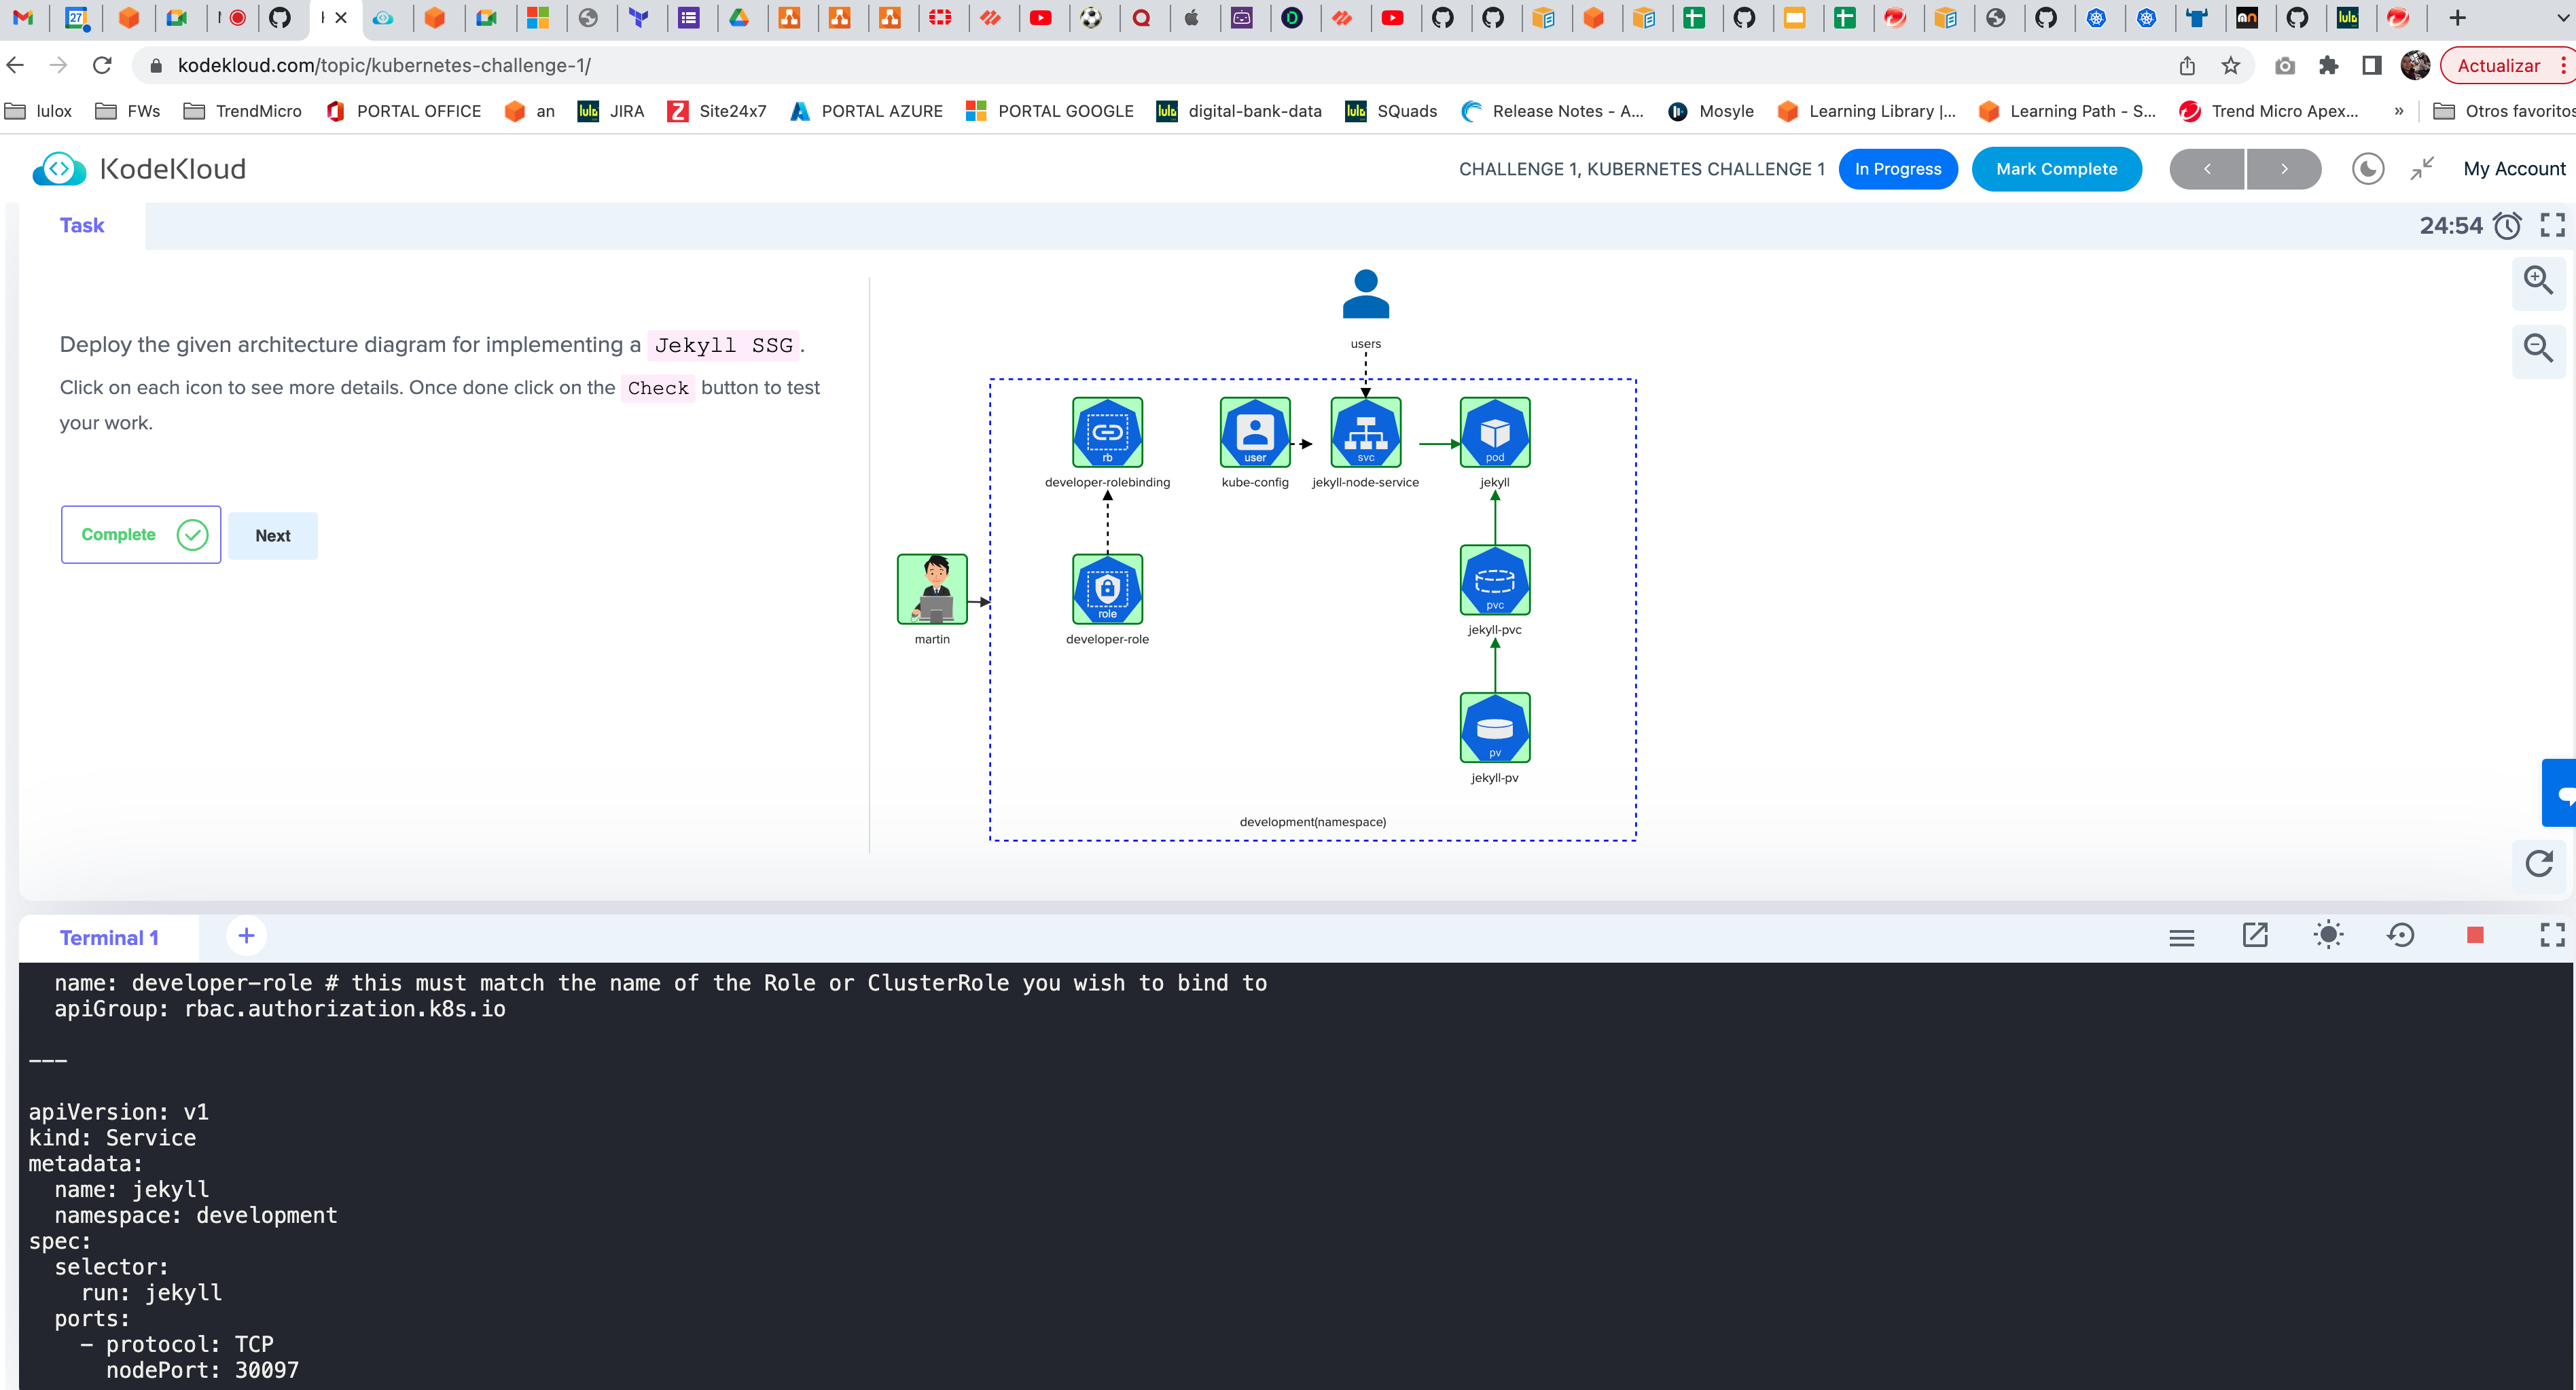 27
kodekloud.com/topic/kubernetes-challenge-1/
Actualizar
lulox
FWs
TrendMicro
PORTAL OFFICE
an
JIRA
Site24x7
PORTAL AZURE
PORTAL GOOGLE
digital-bank-data
SQuads
Release Notes - A...
Mosyle
Learning Library |...
Learning Path - S...
Trend Micro Apex...
»
Otros favoritos
KodeKloud
CHALLENGE 1, KUBERNETES CHALLENGE 1
In Progress
Mark Complete
My Account
Task
24:54
Deploy the given architecture diagram for implementing a Jekyll SSG.
Click on each icon to see more details. Once done click on the Check button to test
your work.
Complete
Next
users
rb
user
svc
pod
developer-rolebinding
kube-config
jekyll-node-service
jekyll
role
pvc
martin
developer-role
jekyll-pvc
pv
jekyll-pv
development(namespace)
Terminal 1
name: developer-role # this must match the name of the Role or ClusterRole you wish to bind to
apiGroup: rbac.authorization.k8s.io
---
apiVersion: v1
kind: Service
metadata:
name: jekyll
namespace: development
spec:
selector:
run: jekyll
ports:
- protocol: TCP
nodePort: 30097